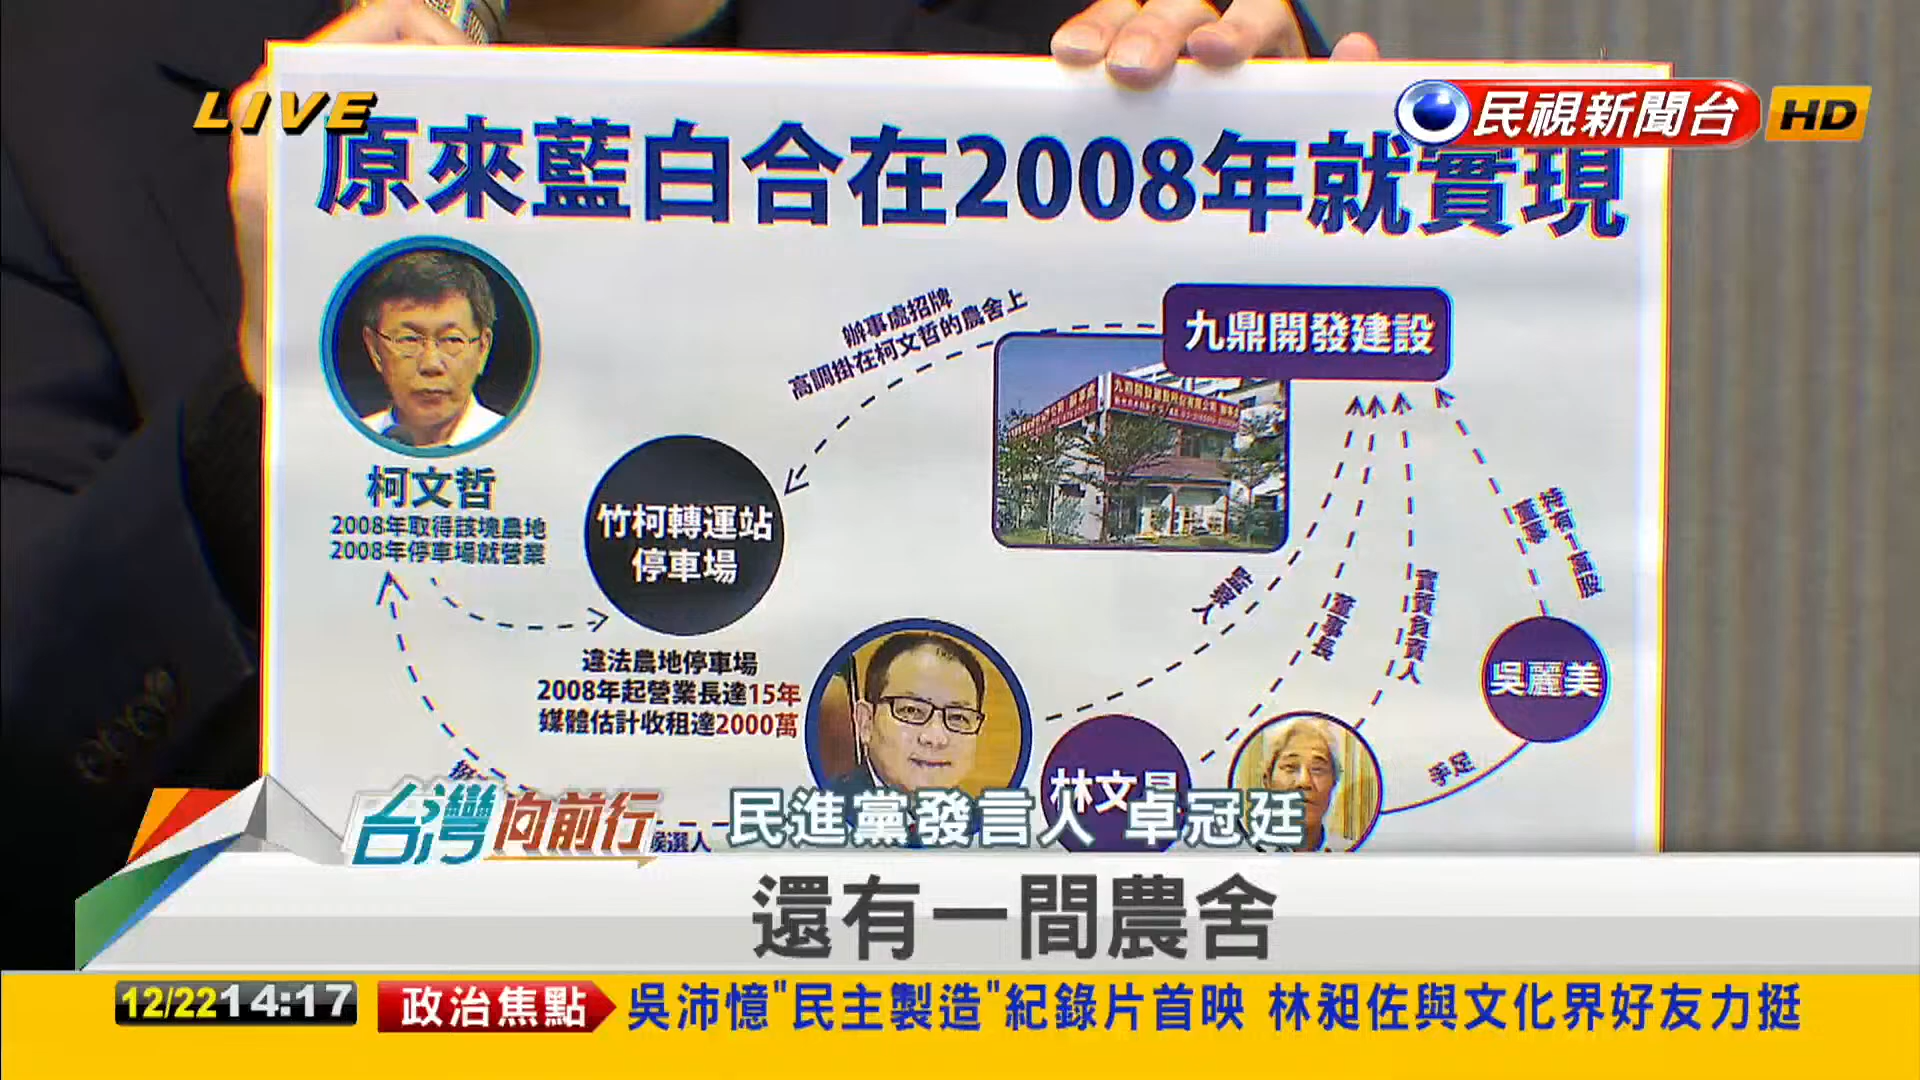 LIVE
民視新聞台 HD
原來藍白合在2008年就實現
辦事處招牌
高調掛在柯文哲的農舍上
九鼎開發建設
柯文哲
2008年取得該塊農地
2008年停車場就營業
竹柯轉運站
停車場
違法農地停車場
2008年起營業長達15年
媒體估計收租達2000萬
監察人
董事長
實質負責人
董事
持有1萬股
吳麗美
手足
林文
候選人
台灣向前行
民進黨發言人 卓冠廷
還有一間農舍
12/22 14:17
政治焦點
吳沛憶"民主製造"紀錄片首映 林昶佐與文化界好友力挺